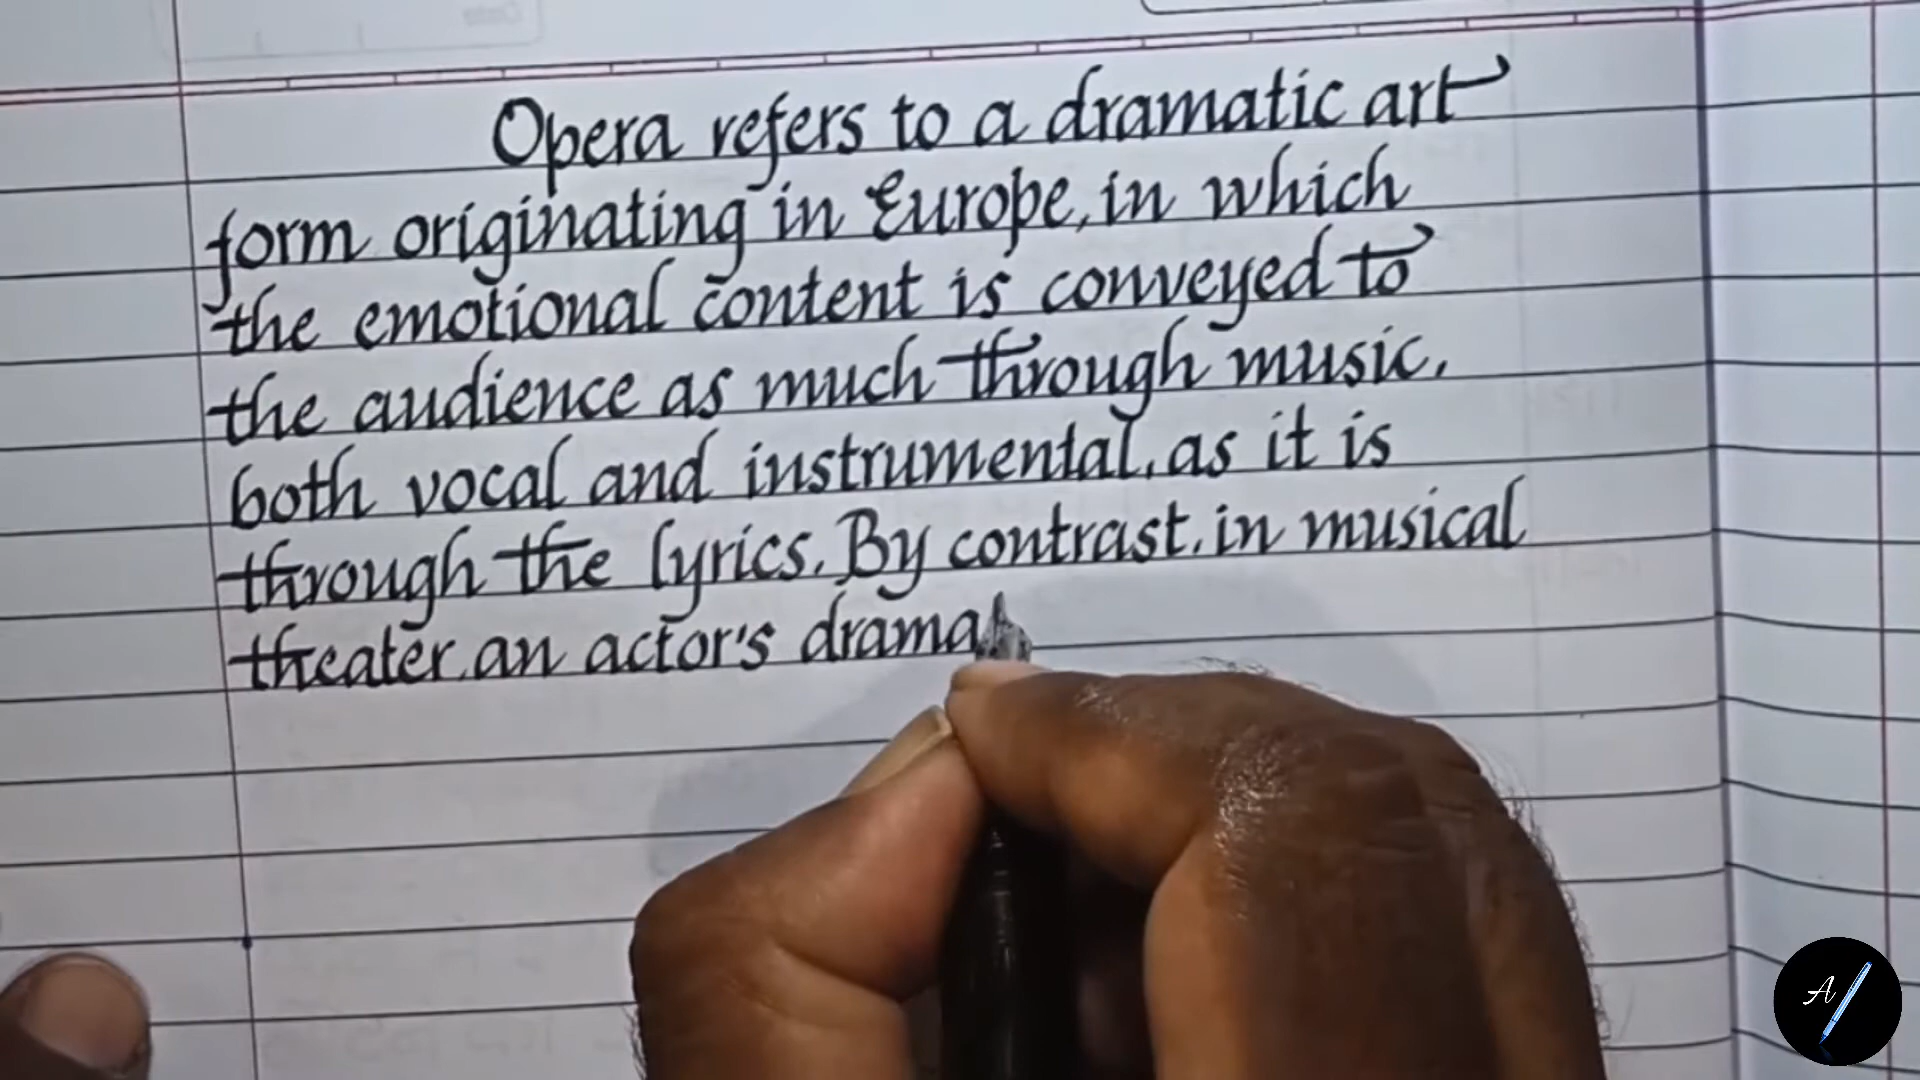 Opera refers to a dramatic art
form originating in Europe, in which
the emotional content is conveyed to
the audience as much through music,
both vocal and instrumental, as it is
through the lyrics. By contrast, in musical
theater, an actor's drama
A